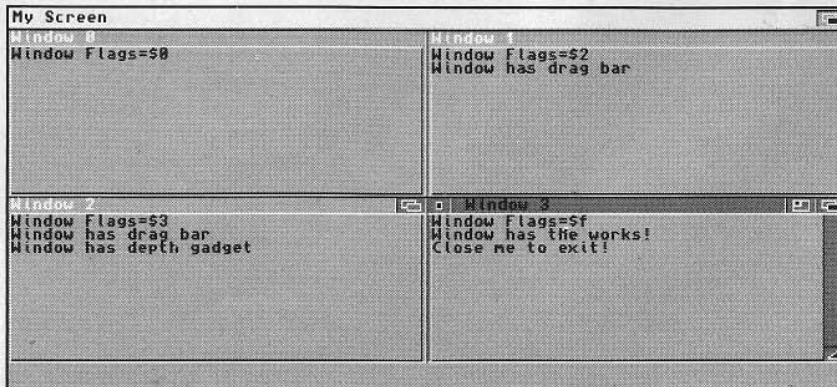 My Screen
Window 0
Window Flags=$0
Window 1
Window Flags=$2
Window has drag bar
Window 2
Window Flags=$3
Window has drag bar
Window has depth gadget
Window 3
Window Flags=$f
Window has the works!
Close me to exit!